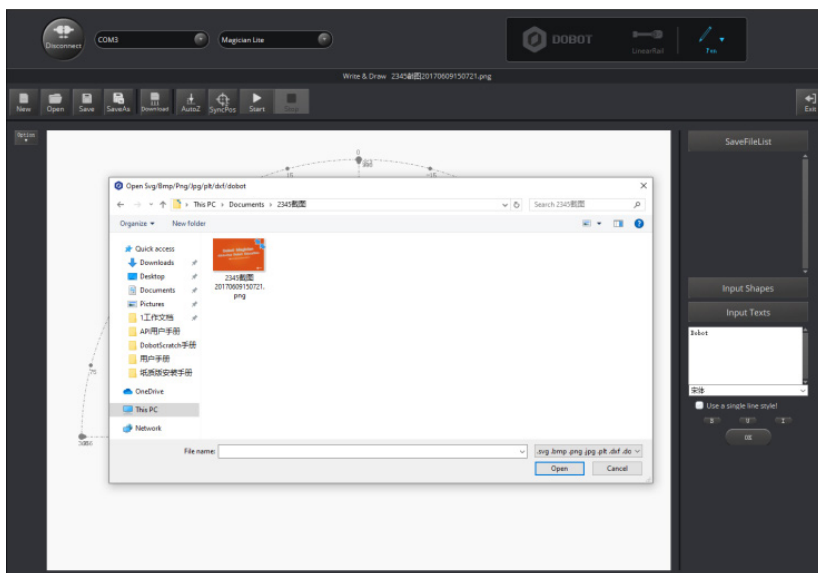 Disconnect
COM3
Magician Lite
DOBOT
LinearRail
Pen
Write & Draw 2345截图20170609150721.png
New
Open
Save
SaveAs
Download
AutoZ
SyncPos
Start
Stop
Exit
Option
SaveFileList
0
15
-15
Open Svg/Bmp/Png/Jpg/plt/dxf/dobot
This PC > Documents > 2345截图
Search 2345截图
Organize
New folder
Quick access
Downloads
Desktop
Documents
Pictures
1工作文档
API用户手册
DobotScratch手册
用户手册
纸质版安装手册
OneDrive
This PC
Network
2345截图
20170609150721.
png
75
File name:
.svg .bmp .png .jpg .plt .dxf .do
Open
Cancel
Input Shapes
Input Texts
Dobot
宋体
Use a single line style!
B
U
I
OK